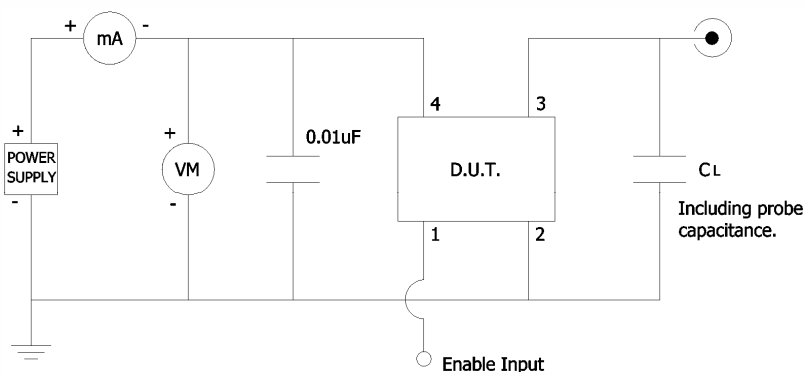 + mA -
4 3
0.01uF
+ +
POWER
SUPPLY
VM
D.U.T.
CL
- -
Including probe
capacitance.
1 2
Enable Input